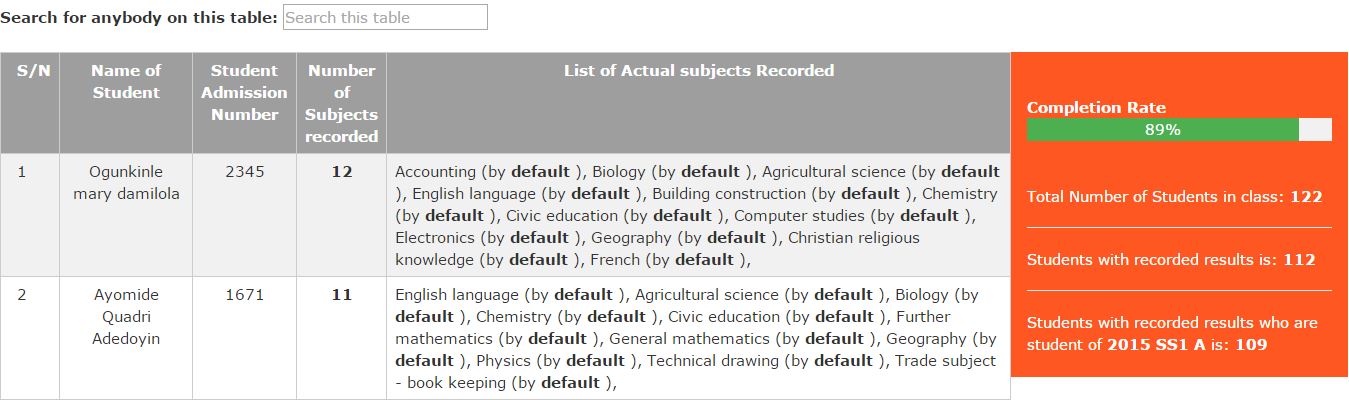 Search for anybody on this table: Search this table
S/N
Name of
Student
Student
Admission
Number
Number
of
Subjects
recorded
List of Actual subjects Recorded
1
Ogunkinle
mary damilola
2345
12
Accounting (by default ), Biology (by default ), Agricultural science (by default
), English language (by default ), Building construction (by default ), Chemistry
(by default ), Civic education (by default ), Computer studies (by default ),
Electronics (by default ), Geography (by default ), Christian religious
knowledge (by default ), French (by default ),
2
Ayomide
Quadri
Adedoyin
1671
11
English language (by default ), Agricultural science (by default ), Biology (by
default ), Chemistry (by default ), Civic education (by default ), Further
mathematics (by default ), General mathematics (by default ), Geography (by
default ), Physics (by default ), Technical drawing (by default ), Trade subject
- book keeping (by default ),
Completion Rate
89%
Total Number of Students in class: 122
Students with recorded results is: 112
Students with recorded results who are
student of 2015 SS1 A is: 109